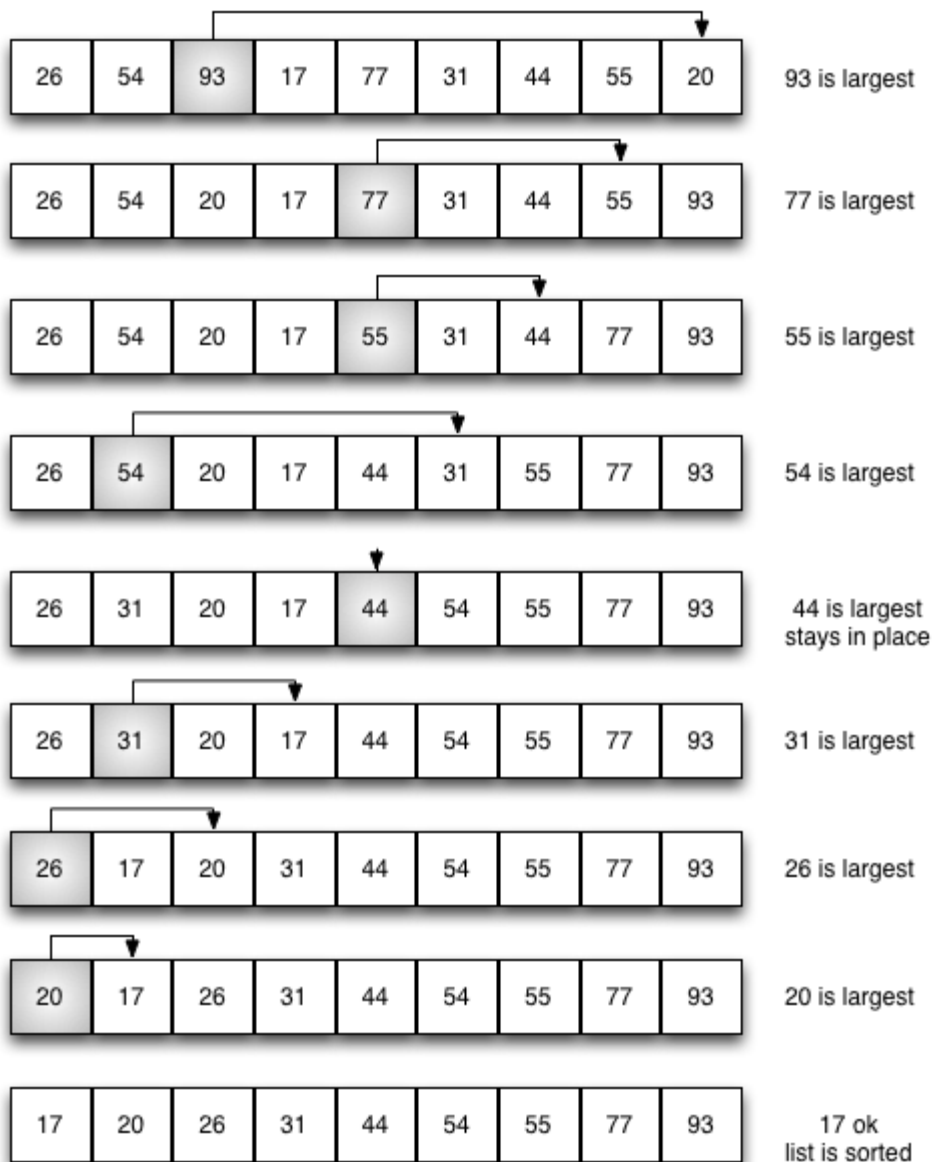 26 54 93 17 77 31 44 55 20 93 is largest
26 54 20 17 77 31 44 55 93 77 is largest
26 54 20 17 55 31 44 77 93 55 is largest
26 54 20 17 44 31 55 77 93 54 is largest
26 31 20 17 44 54 55 77 93 44 is largest
stays in place
26 31 20 17 44 54 55 77 93 31 is largest
26 17 20 31 44 54 55 77 93 26 is largest
20 17 26 31 44 54 55 77 93 20 is largest
17 20 26 31 44 54 55 77 93 17 ok
list is sorted